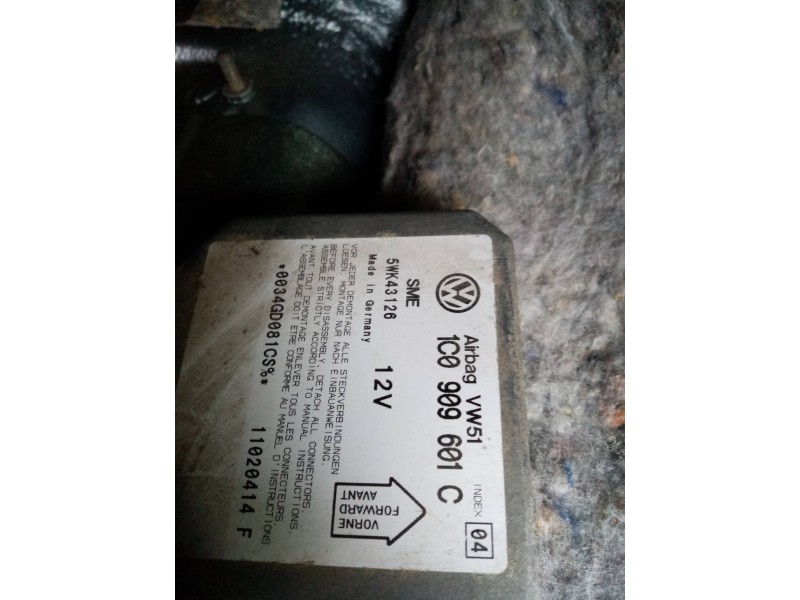 Airbag VW51
1C0 909 601 C
INDEX 04
SME
5WK43126
Made in Germany
12V
VORNE
FORWARD
AVANT
VOR JEDER DEMONTAGE ALLE STECKVERBINDUNGEN
LOESEN. MONTAGE NUR NACH EINBAUANWEISUNG.
BEFORE EVERY DISASSEMBLY, DETACH ALL CONNECTORS.
ASSEMBLE STRICTLY ACCORDING TO MANUAL INSTRUCTIONS.
AVANT TOUT DEMONTAGE ENLEVER TOUS LES CONNECTEURS.
L'ASSEMBLAGE DOIT ETRE CONFORME AU MANUEL D'INSTRUCTIONS.
*0034GD081CS%*
11020414 F